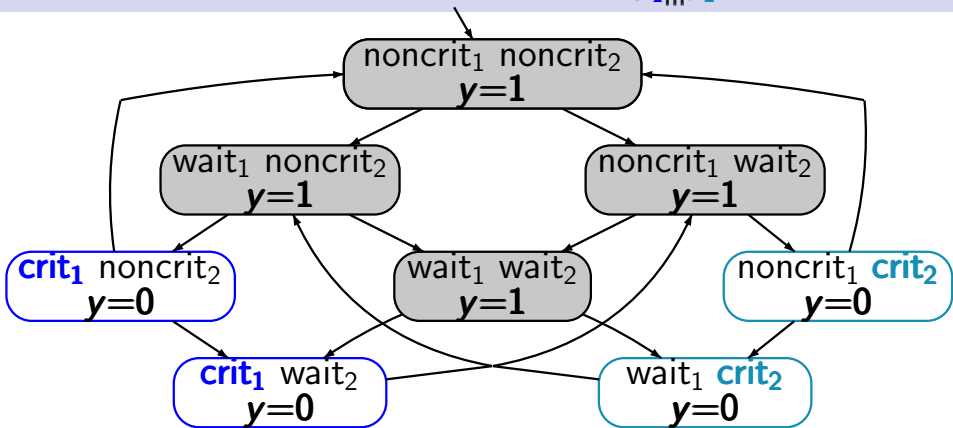 noncrit₁ noncrit₂
y=1
wait₁ noncrit₂
y=1
noncrit₁ wait₂
y=1
crit₁ noncrit₂
y=0
wait₁ wait₂
y=1
noncrit₁ crit₂
y=0
crit₁ wait₂
y=0
wait₁ crit₂
y=0